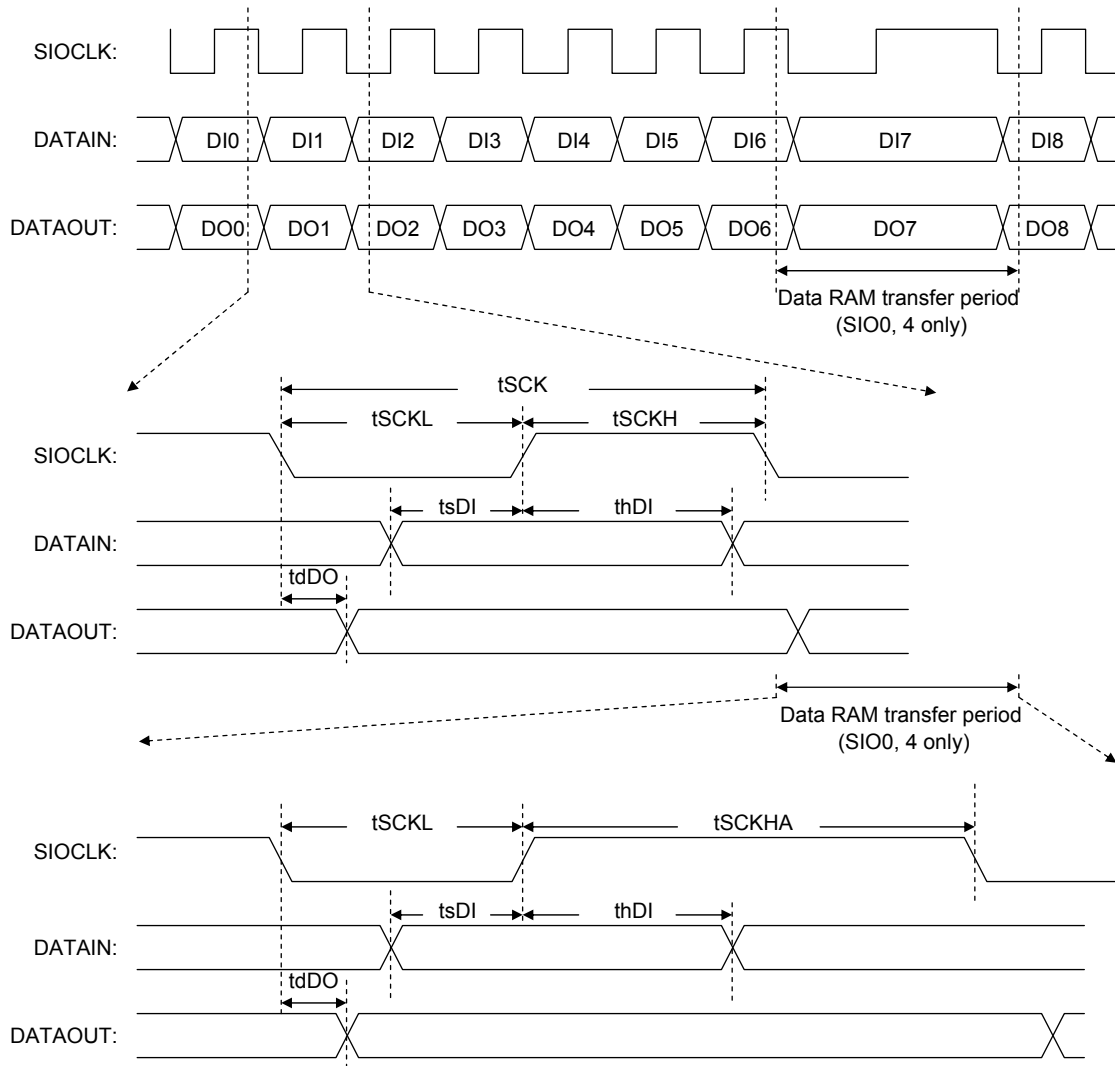 SIOCLK:
DATAIN: DI0 DI1 DI2 DI3 DI4 DI5 DI6 DI7 DI8
DATAOUT: DO0 DO1 DO2 DO3 DO4 DO5 DO6 DO7 DO8
Data RAM transfer period
(SIO0, 4 only)
tSCK
tSCKL tSCKH
SIOCLK:
tsDI thDI
DATAIN:
tdDO
DATAOUT:
Data RAM transfer period
(SIO0, 4 only)
tSCKL tSCKHA
SIOCLK:
tsDI thDI
DATAIN:
tdDO
DATAOUT: